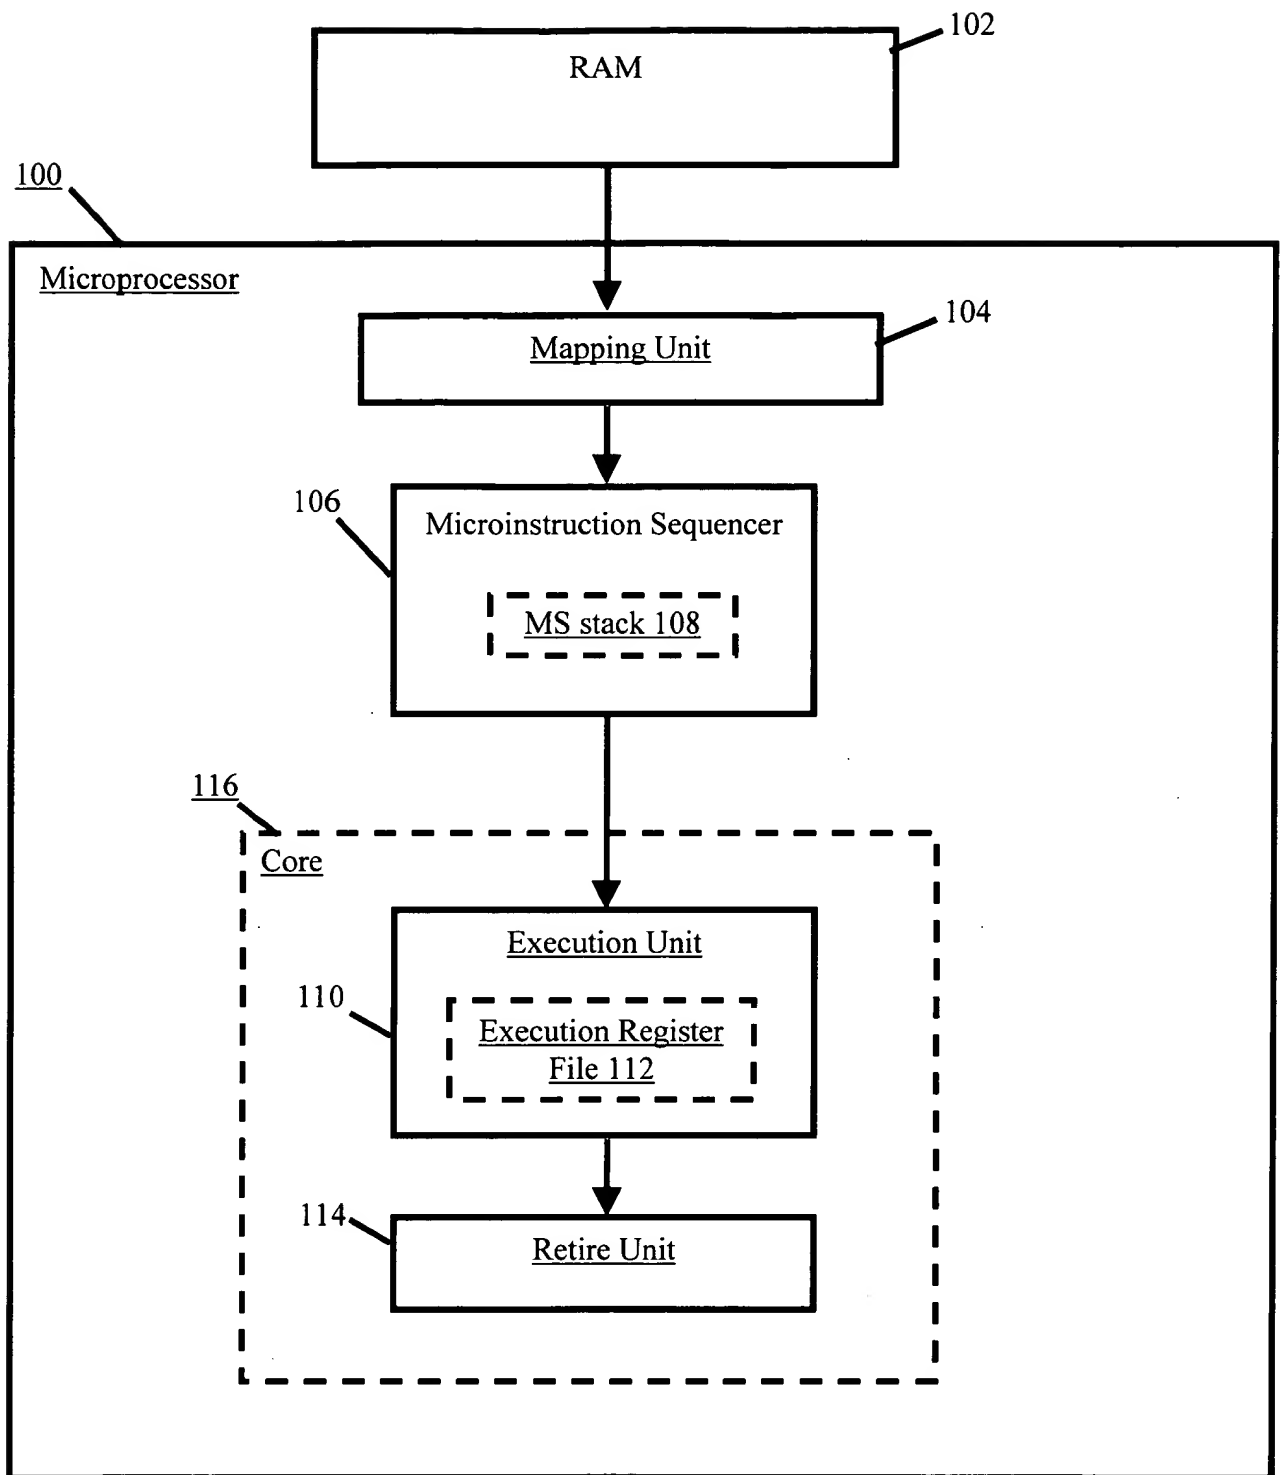 102
RAM
100
Microprocessor
104
Mapping Unit
106
Microinstruction Sequencer
MS stack 108
116
Core
Execution Unit
110
Execution Register
File 112
114
Retire Unit